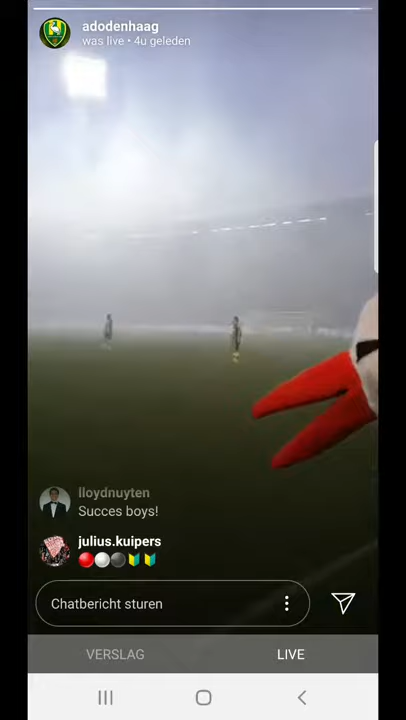 adodenhaag
was live • 4u geleden
lloydnuyten
Succes boys!
julius.kuipers
🔴⚪⚫🔰🔰
Chatbericht sturen
VERSLAG
LIVE